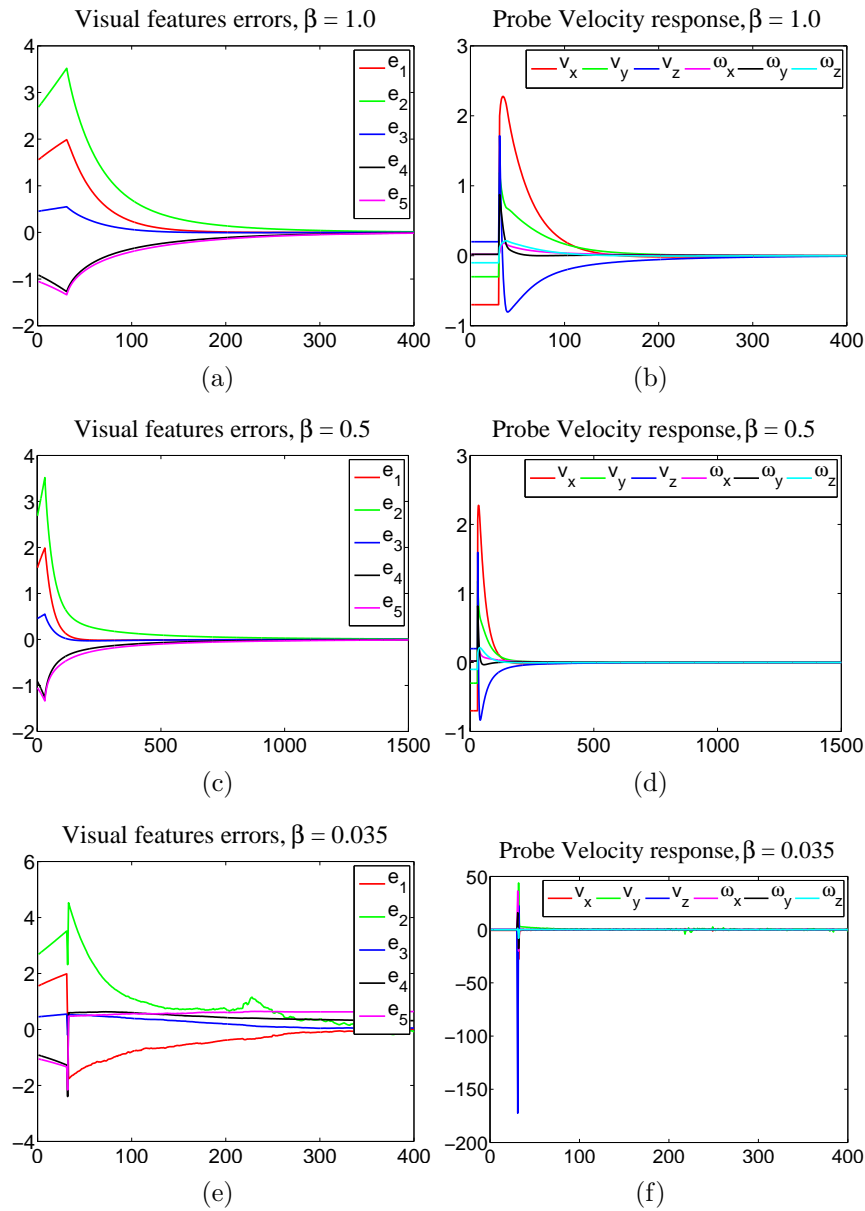 Visual features errors, β = 1.0
4
3
2
1
0
−1
−2
0 100 200 300 400
e1
e2
e3
e4
e5
(a)
Probe Velocity response, β = 1.0
3
2
1
0
−1
0 100 200 300 400
vx vy vz ωx ωy ωz
(b)
Visual features errors, β = 0.5
4
3
2
1
0
−1
−2
0 500 1000 1500
e1
e2
e3
e4
e5
(c)
Probe Velocity response, β = 0.5
3
2
1
0
−1
0 500 1000 1500
vx vy vz ωx ωy ωz
(d)
Visual features errors, β = 0.035
6
4
2
0
−2
−4
0 100 200 300 400
e1
e2
e3
e4
e5
(e)
Probe Velocity response, β = 0.035
50
0
−50
−100
−150
−200
0 100 200 300 400
vx vy vz ωx ωy ωz
(f)